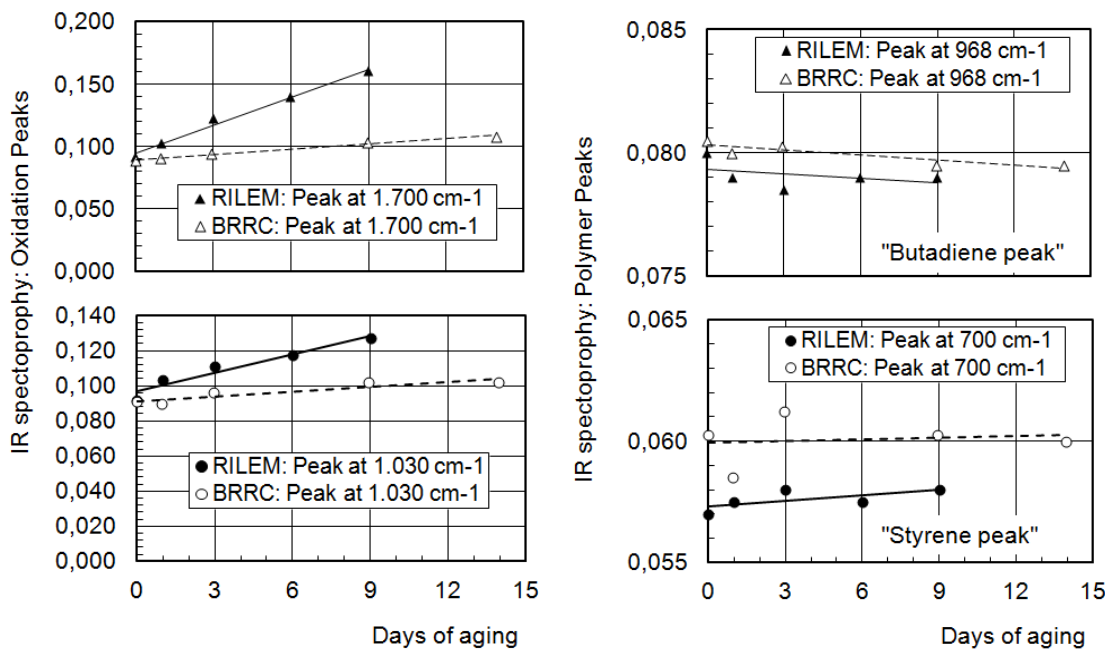 IR spectoprophy: Oxidation Peaks
0,200
0,150
0,100
0,050
0,000
RILEM: Peak at 1.700 cm-1
BRRC: Peak at 1.700 cm-1
0,140
0,120
0,100
0,080
0,060
0,040
0,020
0,000
RILEM: Peak at 1.030 cm-1
BRRC: Peak at 1.030 cm-1
0 3 6 9 12 15
Days of aging
IR spectoprophy: Polymer Peaks
0,085
0,080
0,075
RILEM: Peak at 968 cm-1
BRRC: Peak at 968 cm-1
"Butadiene peak"
0,065
0,060
0,055
RILEM: Peak at 700 cm-1
BRRC: Peak at 700 cm-1
"Styrene peak"
0 3 6 9 12 15
Days of aging